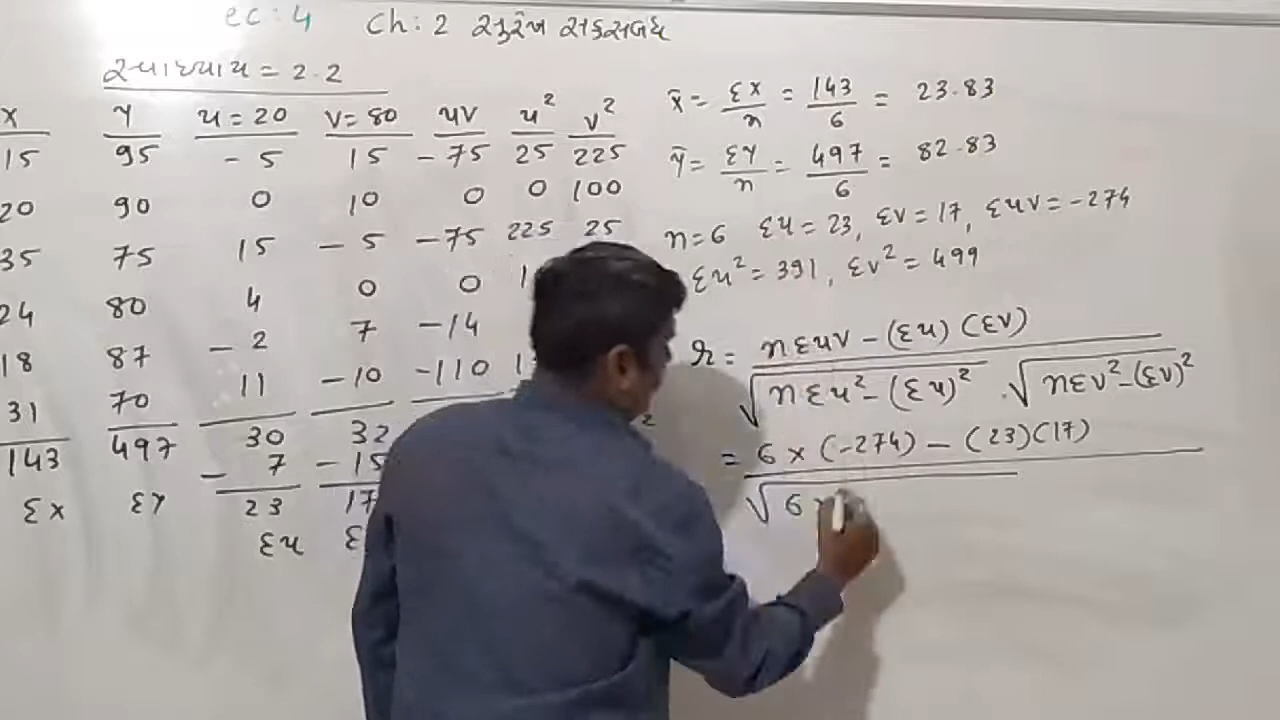 ec : 4 Ch : 2 સુરેખ સહસંબંધ
સ્વાધ્યાય = 2.2
x y u = 20 v = 80 uv u² v²
15 95 - 5 15 - 75 25 225
20 90 0 10 0 0 100
35 75 15 - 5 - 75 225 25
24 80 4 0 0 1
18 87 - 2 7 - 14
31 70 11 - 10 - 110 1
143 497 30 32
- 7 - 15
23 17
Σx Σy Σu Σ
x̄ = Σx/n = 143/6 = 23.83
ȳ = Σy/n = 497/6 = 82.83
n = 6 Σu = 23, Σv = 17, Σuv = -274
Σu² = 391, Σv² = 499
r = nΣuv - (Σu) (Σv) / √nΣu² - (Σu)² . √nΣv² - (Σv)²
= 6 × (-274) - (23)(17) / √6 ×